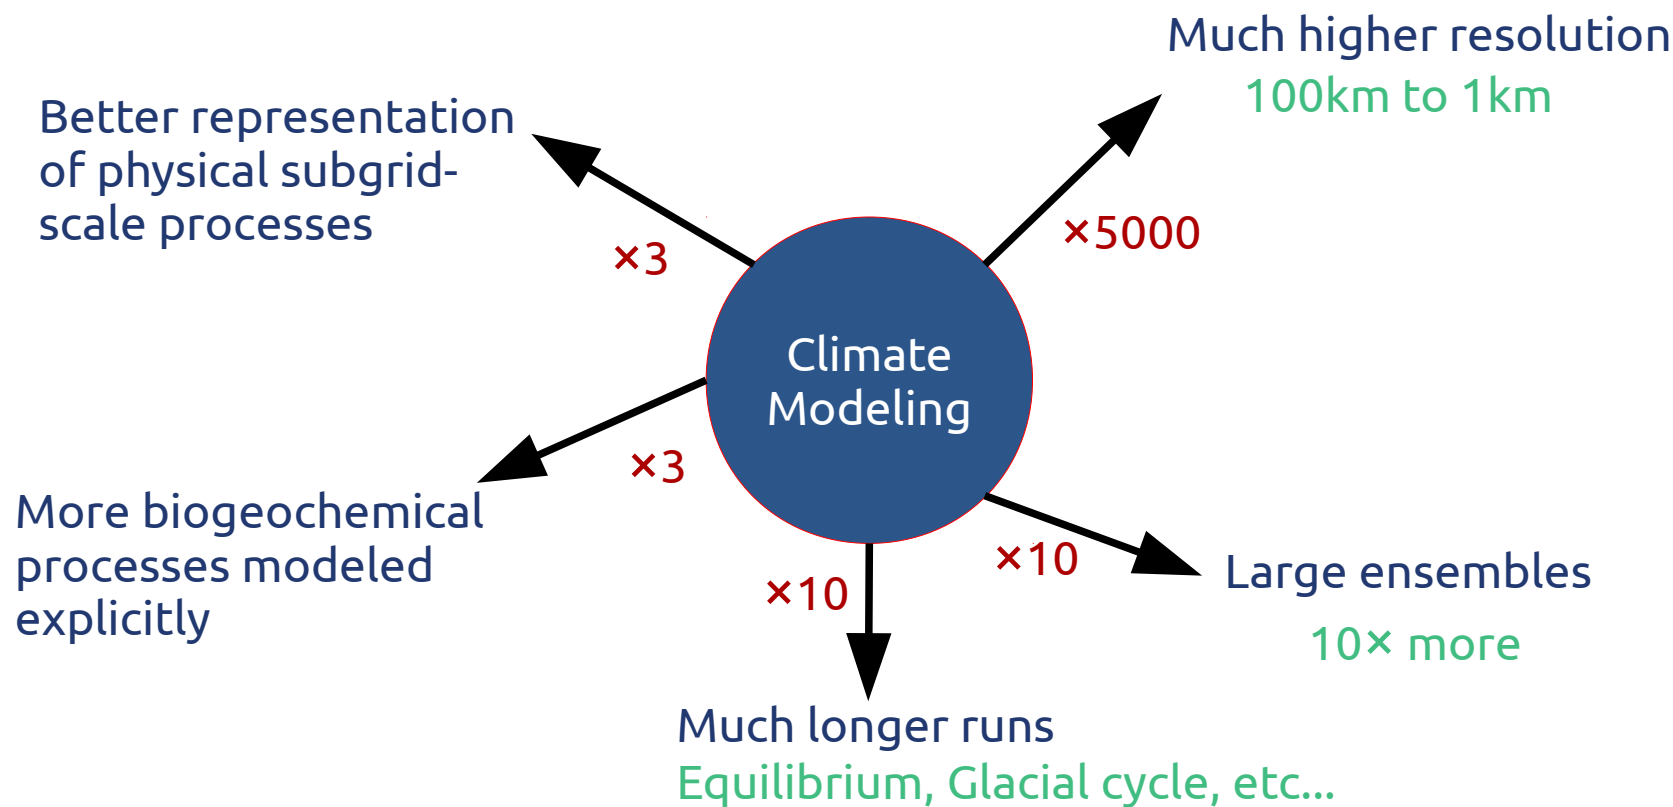 Much higher resolution
100km to 1km
Better representation
of physical subgrid-
scale processes
×5000
×3
Climate
Modeling
×3
More biogeochemical
processes modeled
explicitly
×10
×10
Large ensembles
10× more
Much longer runs
Equilibrium, Glacial cycle, etc...